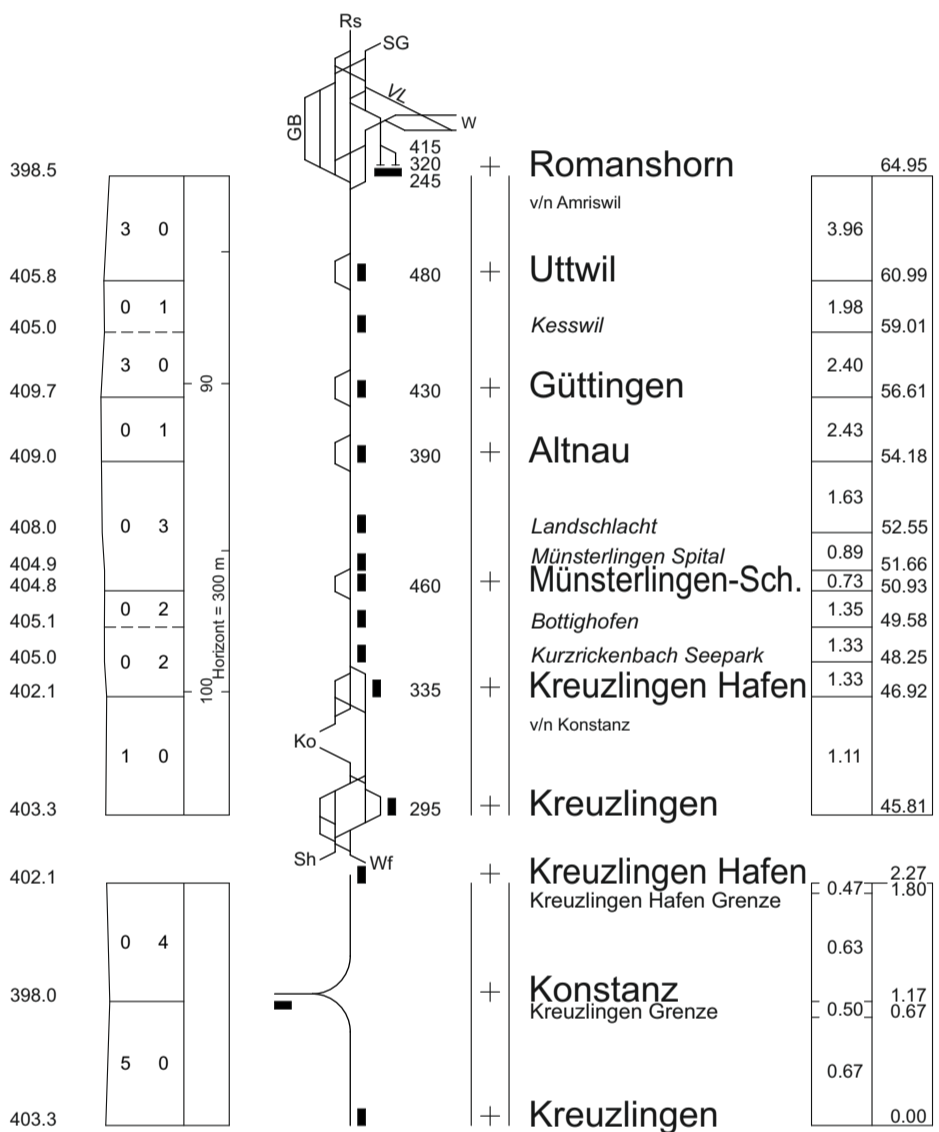 Rs
SG
VL
GB
W
415
320
398.5 245 + Romanshorn 64.95
v/n Amriswil
3 0 3.96
405.8 480 + Uttwil 60.99
0 1 1.98
405.0 Kesswil 59.01
3 0 2.40
90
409.7 430 + Güttingen 56.61
0 1 2.43
409.0 390 + Altnau 54.18
1.63
408.0 0 3 Landschlacht 52.55
0.89
404.9 Münsterlingen Spital 51.66
404.8 460 + Münsterlingen-Sch. 0.73 50.93
0 2 1.35
405.1 Bottighofen 49.58
Horizont = 300 m
1.33
405.0 0 2 Kurzrickenbach Seepark 48.25
100
402.1 335 + Kreuzlingen Hafen 1.33 46.92
v/n Konstanz
Ko
1 0 1.11
403.3 295 + Kreuzlingen 45.81
Sh Wf
402.1 + Kreuzlingen Hafen 2.27
Kreuzlingen Hafen Grenze 0.47 1.80
0 4 0.63
398.0 + Konstanz 1.17
Kreuzlingen Grenze 0.50 0.67
5 0 0.67
403.3 + Kreuzlingen 0.00